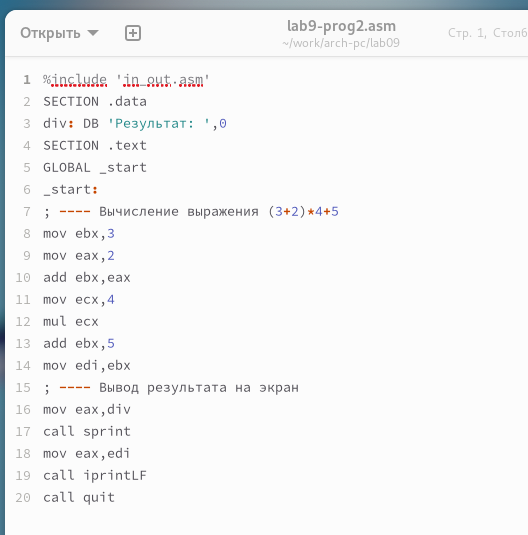 Открыть
lab9-prog2.asm
~/work/arch-pc/lab09
Стр. 1, Столб
1 %include 'in_out.asm'
2 SECTION .data
3 div: DB 'Результат: ',0
4 SECTION .text
5 GLOBAL _start
6 _start:
7 ; ---- Вычисление выражения (3+2)*4+5
8 mov ebx,3
9 mov eax,2
10 add ebx,eax
11 mov ecx,4
12 mul ecx
13 add ebx,5
14 mov edi,ebx
15 ; ---- Вывод результата на экран
16 mov eax,div
17 call sprint
18 mov eax,edi
19 call iprintLF
20 call quit